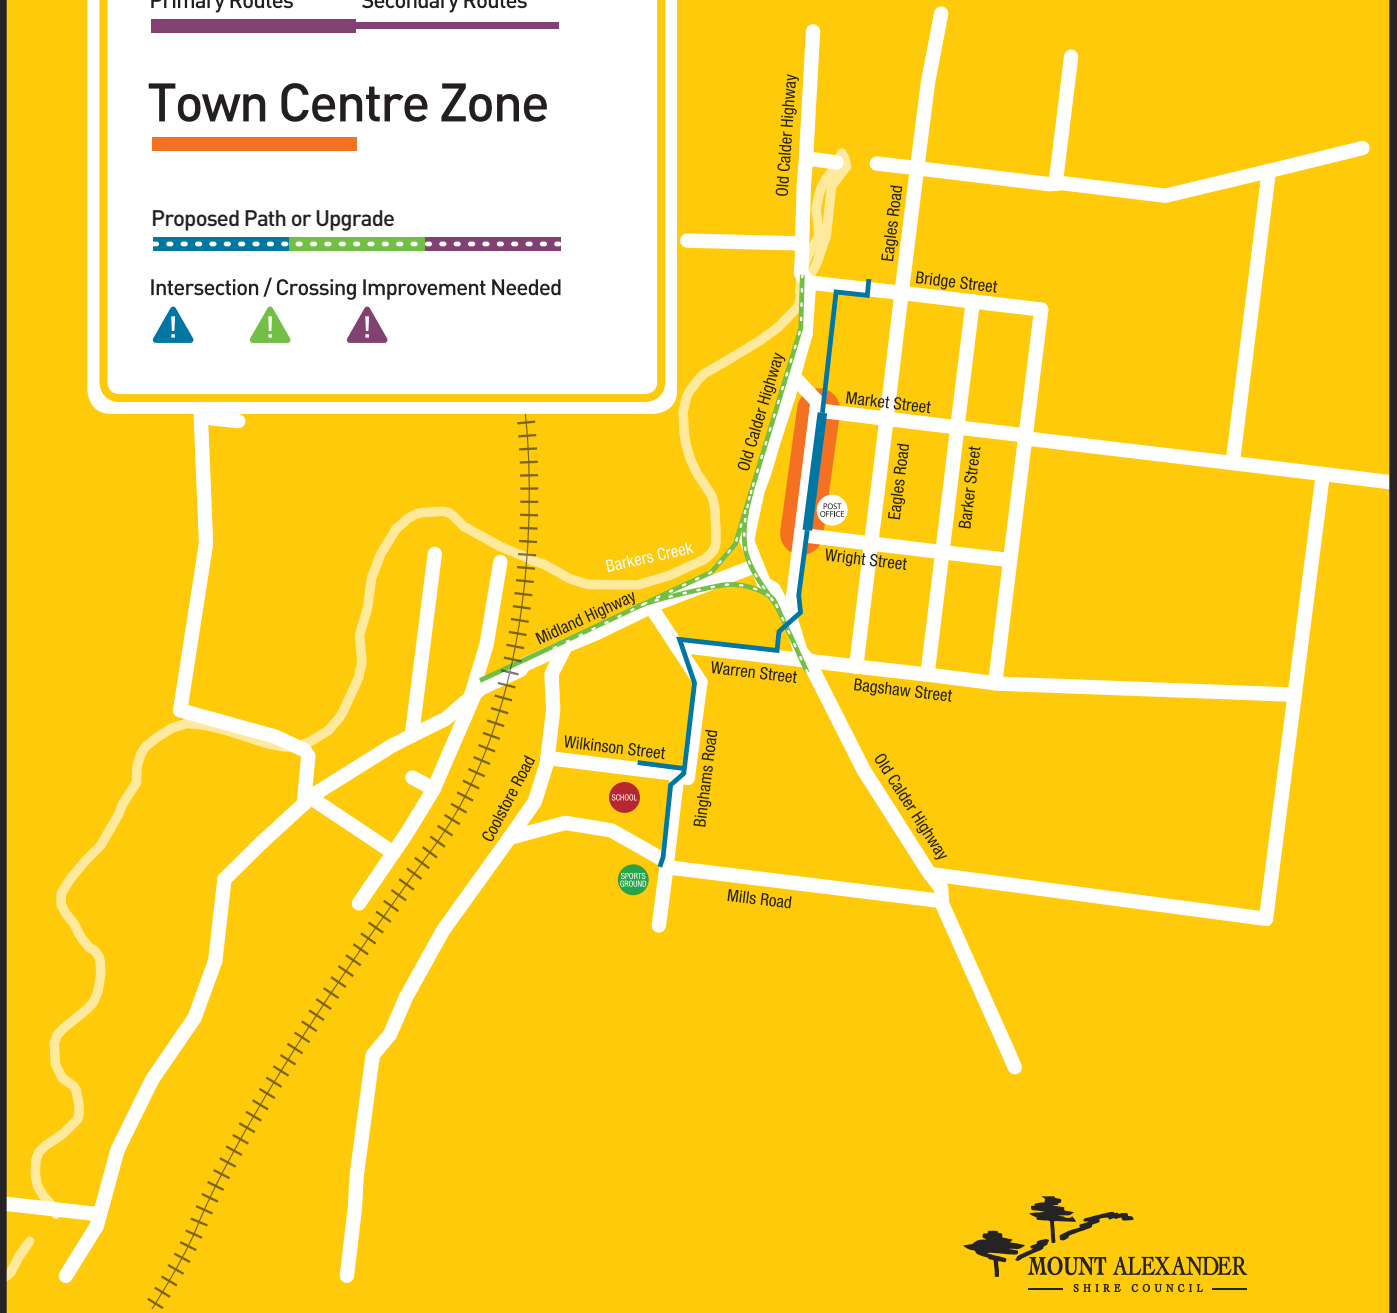 Primary Routes
Secondary Routes
Town Centre Zone
Proposed Path or Upgrade
Intersection / Crossing Improvement Needed
!
!
!
Old Calder Highway
Eagles Road
Bridge Street
Old Calder Highway
Market Street
Eagles Road
Barker Street
POST
OFFICE
Wright Street
Barkers Creek
Midland Highway
Warren Street
Bagshaw Street
Wilkinson Street
Binghams Road
Coolstore Road
SCHOOL
Old Calder Highway
SPORTS
GROUND
Mills Road
MOUNT ALEXANDER
SHIRE COUNCIL